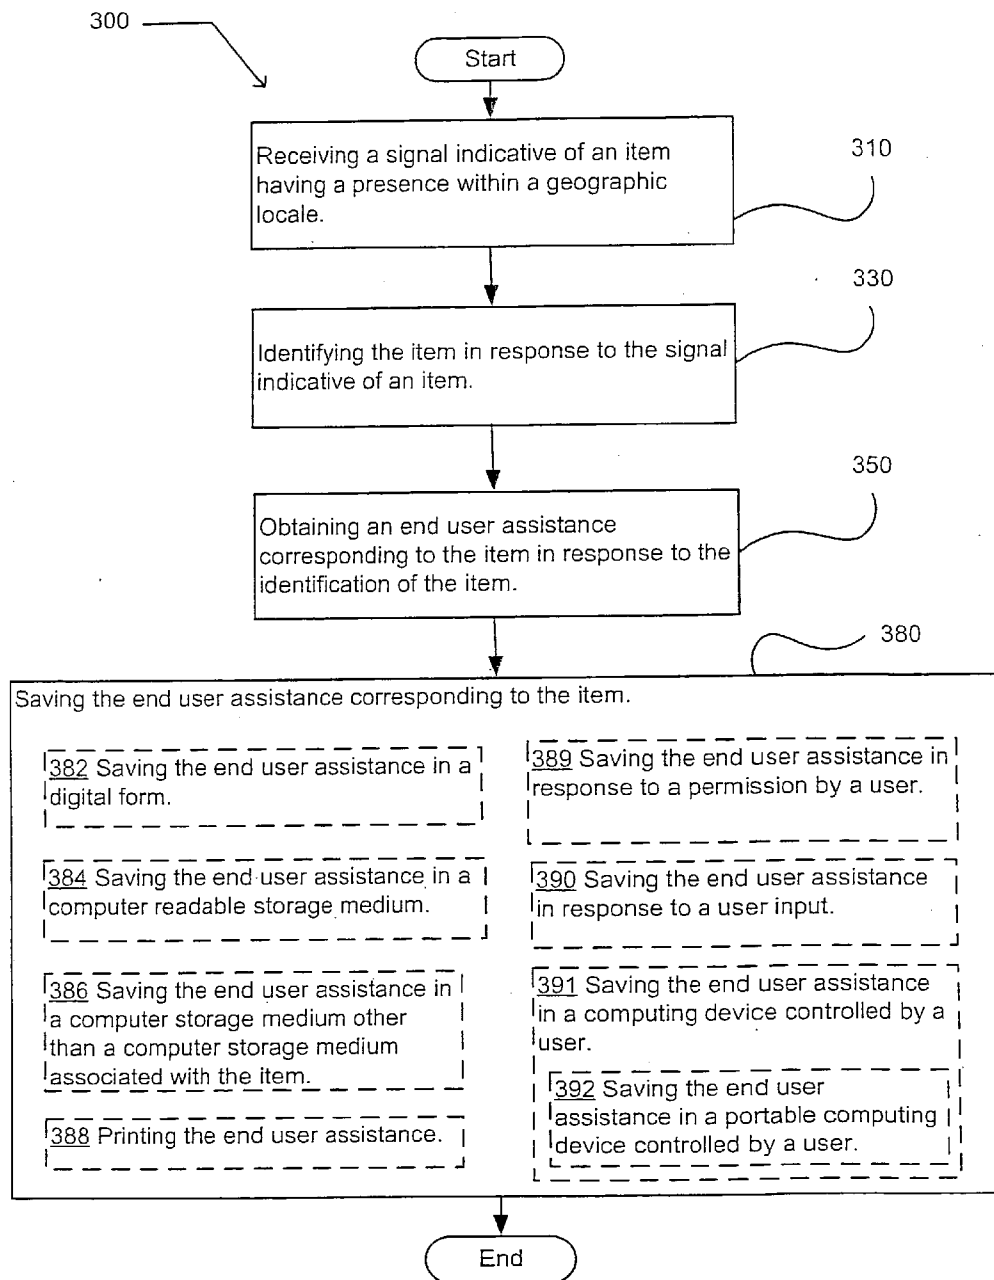 300
Start
Receiving a signal indicative of an item
having a presence within a geographic
locale.
310
Identifying the item in response to the signal
indicative of an item.
330
Obtaining an end user assistance
corresponding to the item in response to the
identification of the item.
350
380
Saving the end user assistance corresponding to the item.
382 Saving the end user assistance in a
digital form.
384 Saving the end user assistance in a
computer readable storage medium.
386 Saving the end user assistance in
a computer storage medium other
than a computer storage medium
associated with the item.
388 Printing the end user assistance.
389 Saving the end user assistance in
response to a permission by a user.
390 Saving the end user assistance
in response to a user input.
391 Saving the end user assistance
in a computing device controlled by a
user.
392 Saving the end user
assistance in a portable computing
device controlled by a user.
End